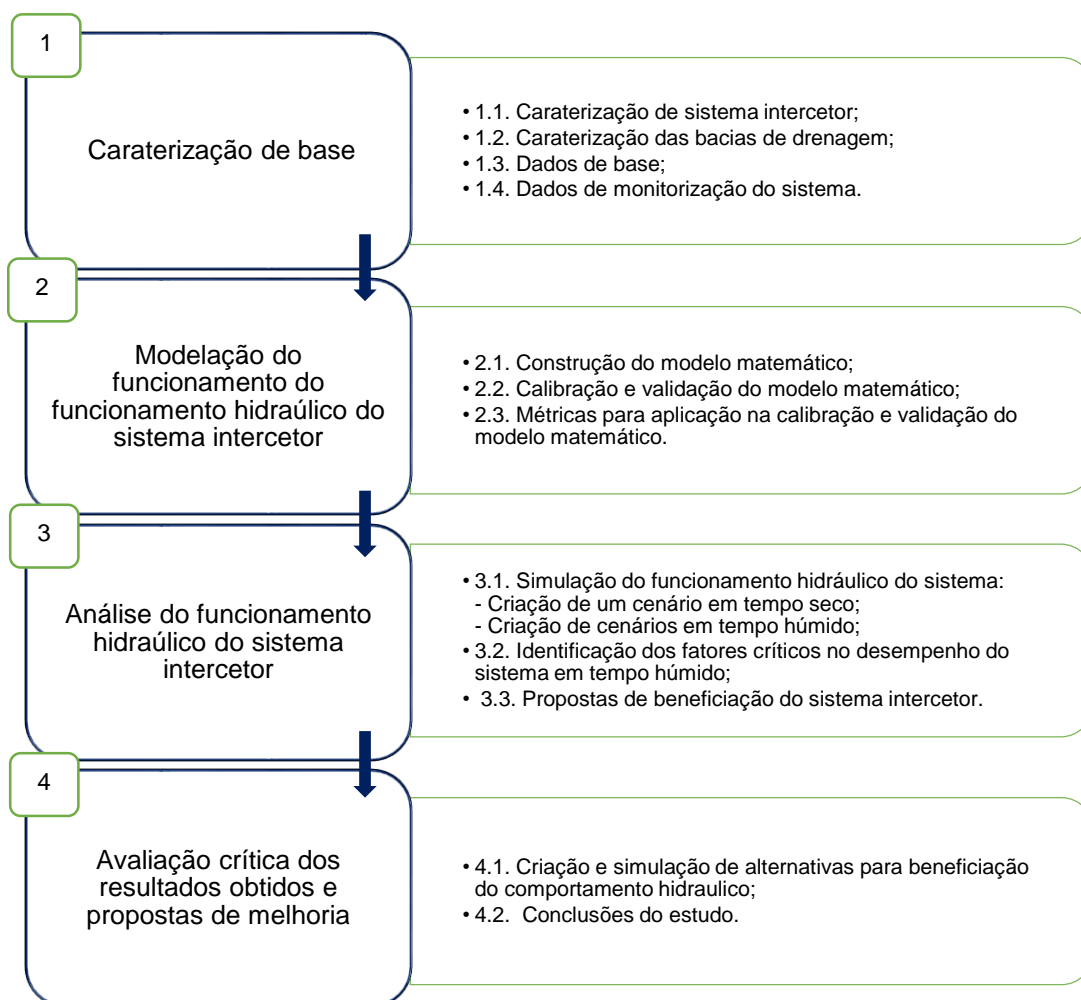 1
Caraterização de base
• 1.1. Caraterização de sistema intercetor;
• 1.2. Caraterização das bacias de drenagem;
• 1.3. Dados de base;
• 1.4. Dados de monitorização do sistema.
2
Modelação do
funcionamento do
funcionamento hidraúlico do
sistema intercetor
• 2.1. Construção do modelo matemático;
• 2.2. Calibração e validação do modelo matemático;
• 2.3. Métricas para aplicação na calibração e validação do
modelo matemático.
3
Análise do funcionamento
hidraúlico do sistema
intercetor
• 3.1. Simulação do funcionamento hidráulico do sistema:
- Criação de um cenário em tempo seco;
- Criação de cenários em tempo húmido;
• 3.2. Identificação dos fatores críticos no desempenho do
sistema em tempo húmido;
• 3.3. Propostas de beneficiação do sistema intercetor.
4
Avaliação crítica dos
resultados obtidos e
propostas de melhoria
• 4.1. Criação e simulação de alternativas para beneficiação
do comportamento hidraulico;
• 4.2. Conclusões do estudo.